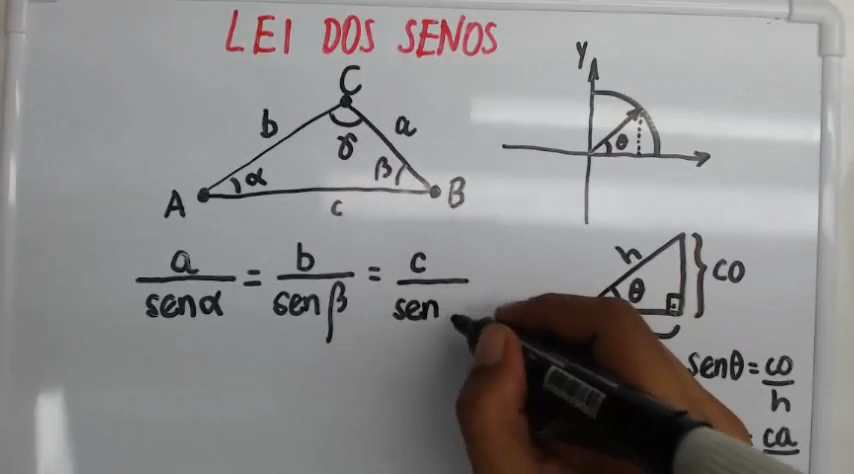 LEI DOS SENOS
C
b γ a
A α β B
c
a/senα = b/senβ = c/sen
Y
θ
h
θ
CO
senθ = co/h
= ca